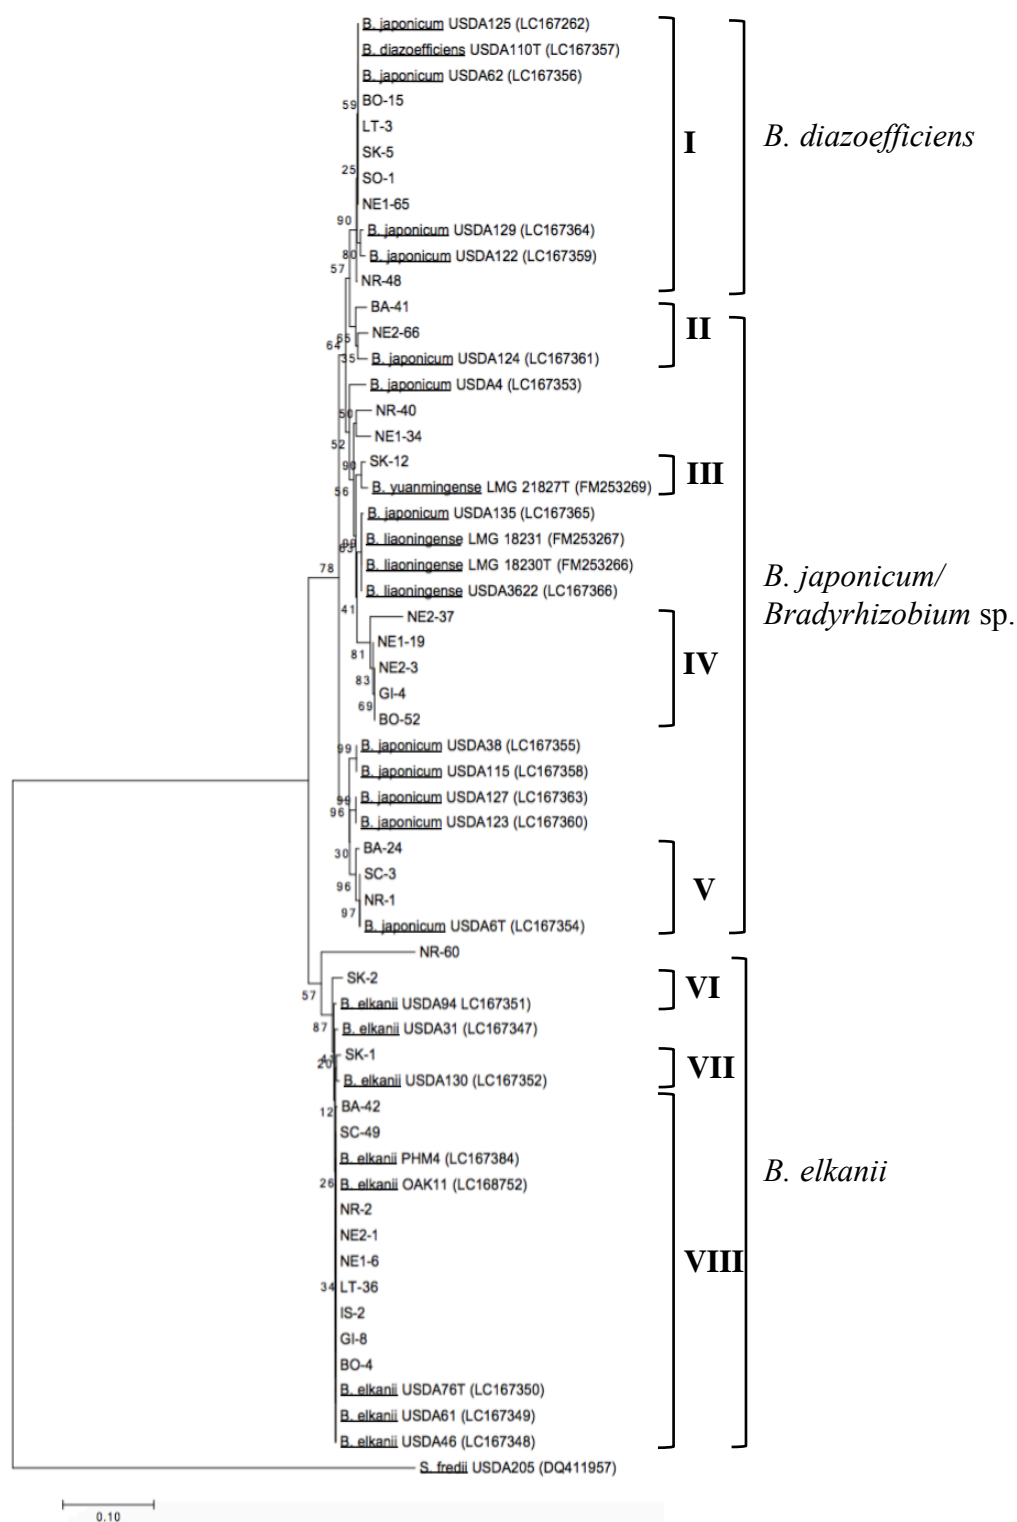 B. japonicum USDA125 (LC167262)
B. diazoefficiens USDA110T (LC167357)
B. japonicum USDA62 (LC167356)
59
BO-15
LT-3
SK-5
25
SO-1
NE1-65
90
B. japonicum USDA129 (LC167364)
80
B. japonicum USDA122 (LC167359)
57
NR-48
I
B. diazoefficiens
BA-41
NE2-66
65
64
35
B. japonicum USDA124 (LC167361)
II
B. japonicum USDA4 (LC167353)
50
NR-40
NE1-34
52
90
SK-12
56
B. yuanmingense LMG 21827T (FM253269)
III
B. japonicum USDA135 (LC167365)
B. liaoningense LMG 18231 (FM253267)
B. liaoningense LMG 18230T (FM253266)
78
B. liaoningense USDA3622 (LC167366)
41
B. japonicum/
Bradyrhizobium sp.
NE2-37
NE1-19
81
NE2-3
83
GI-4
69
BO-52
IV
99
B. japonicum USDA38 (LC167355)
B. japonicum USDA115 (LC167358)
99
B. japonicum USDA127 (LC167363)
96
B. japonicum USDA123 (LC167360)
BA-24
30
SC-3
96
NR-1
97
B. japonicum USDA6T (LC167354)
V
NR-60
SK-2
57
B. elkanii USDA94 LC167351)
VI
87
B. elkanii USDA31 (LC167347)
SK-1
20
B. elkanii USDA130 (LC167352)
VII
12
BA-42
SC-49
B. elkanii PHM4 (LC167384)
26
B. elkanii OAK11 (LC168752)
B. elkanii
NR-2
NE2-1
NE1-6
VIII
34
LT-36
IS-2
GI-8
BO-4
B. elkanii USDA76T (LC167350)
B. elkanii USDA61 (LC167349)
B. elkanii USDA46 (LC167348)
S. fredii USDA205 (DQ411957)
0.10